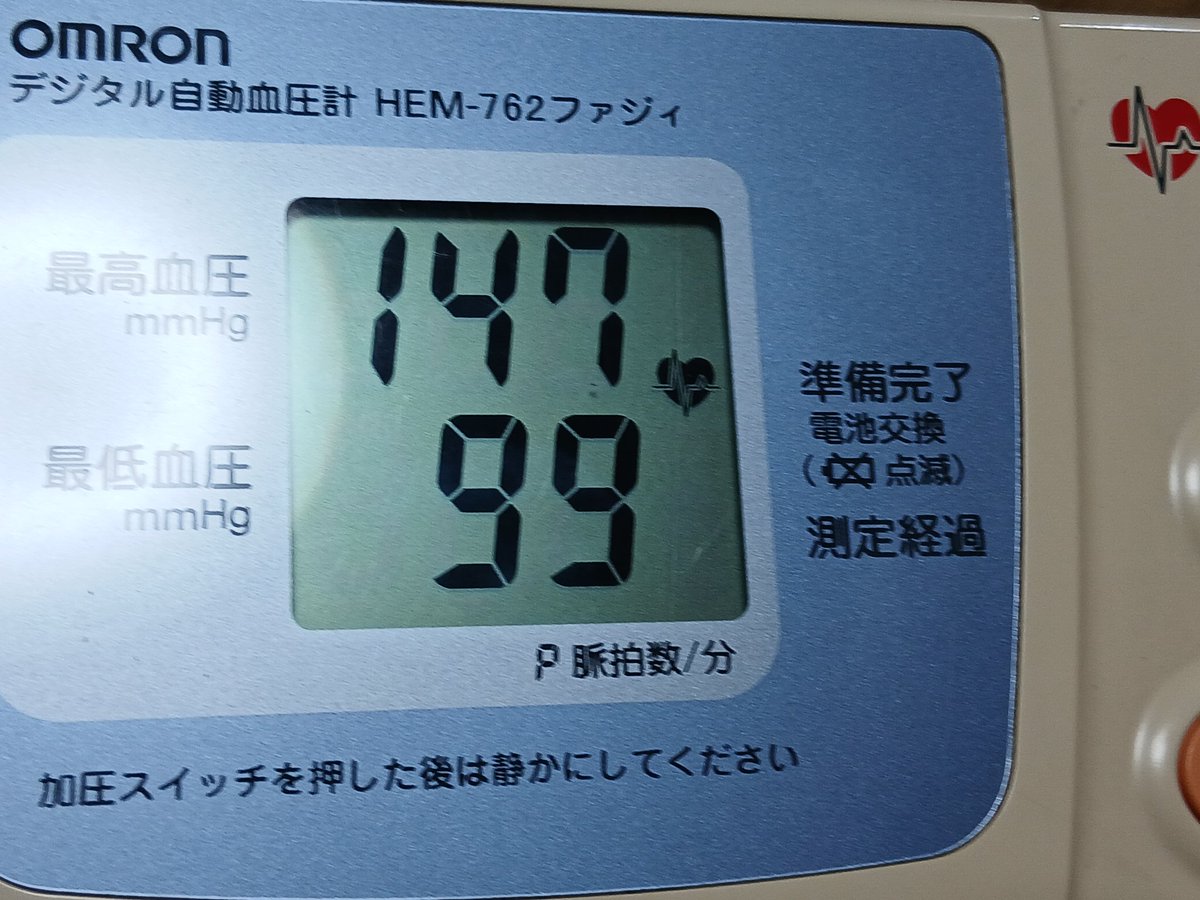 OMRON
デジタル自動血圧計 HEM-762ファジィ
147
最高血圧
mmHg
99
最低血圧
mmHg
準備完了
電池交換
(点滅)
測定経過
P 脈拍数/分
加圧スイッチを押した後は静かにしてください